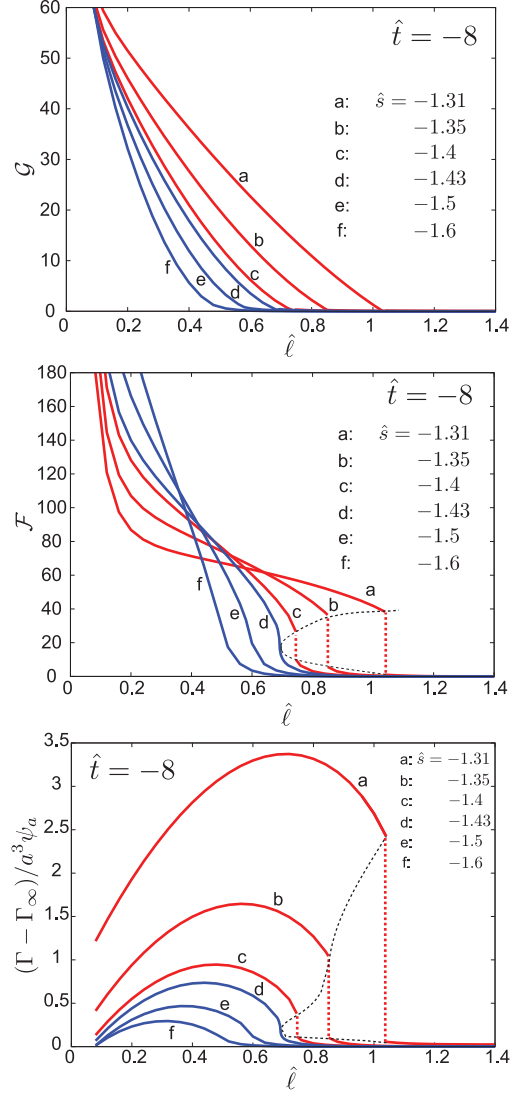 60
50
40
30
20
10
0
𝒢
t̂ = −8
a: ŝ = −1.31
b: −1.35
c: −1.4
d: −1.43
e: −1.5
f: −1.6
a
b
c
d
e
f
0 0.2 0.4 0.6 0.8 1 1.2 1.4
ℓ̂
180
160
140
120
100
80
60
40
20
0
ℱ
t̂ = −8
a: ŝ = −1.31
b: −1.35
c: −1.4
d: −1.43
e: −1.5
f: −1.6
a
b
c
d
e
f
0 0.2 0.4 0.6 0.8 1 1.2 1.4
ℓ̂
3.5
3
2.5
2
1.5
1
0.5
0
(Γ − Γ∞)/a³ψₐ
t̂ = −8
a: ŝ = −1.31
b: −1.35
c: −1.4
d: −1.43
e: −1.5
f: −1.6
a
b
c
d
e
f
0 0.2 0.4 0.6 0.8 1 1.2 1.4
ℓ̂